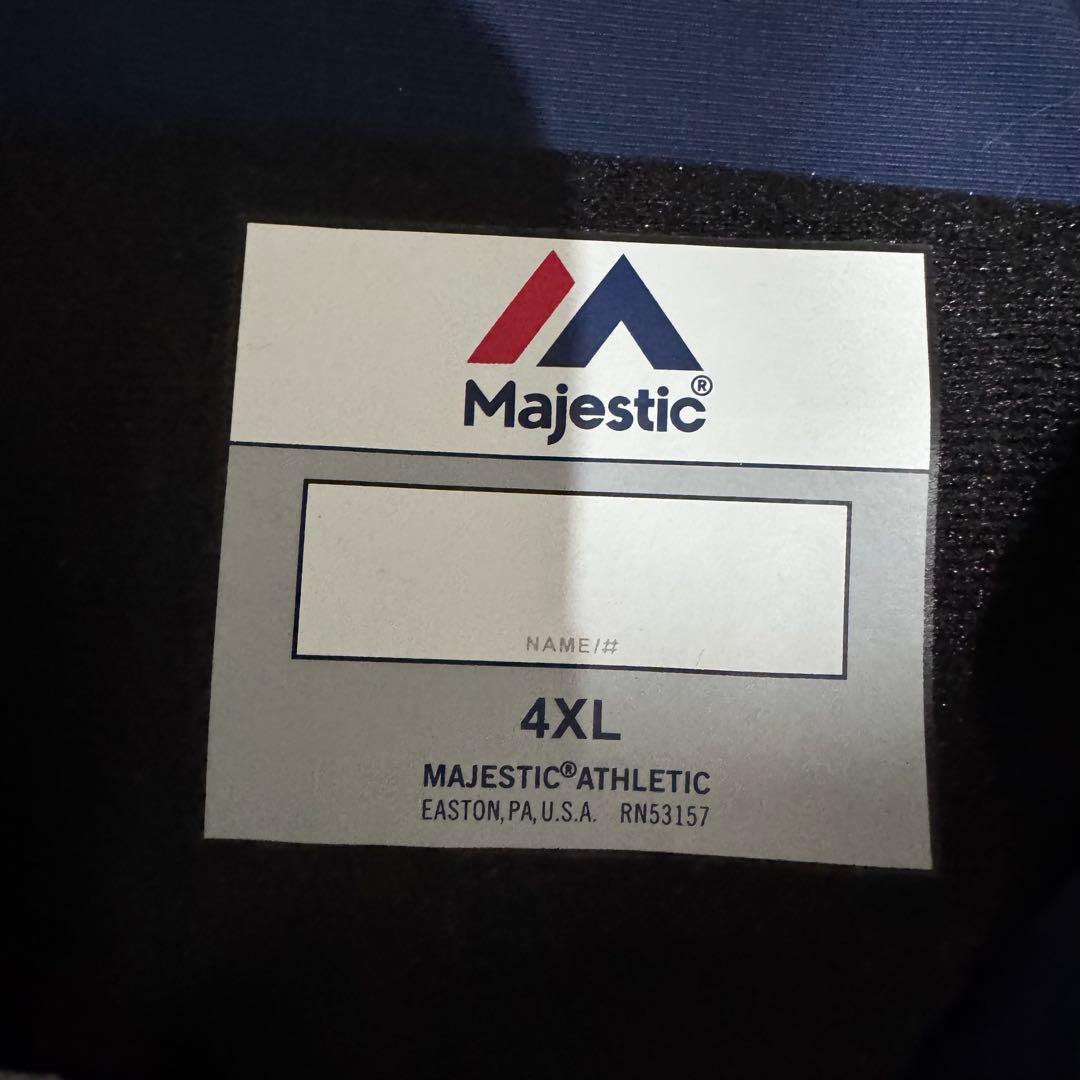 Majestic®
NAME/#
4XL
MAJESTIC®ATHLETIC
EASTON, PA, U.S.A. RN53157